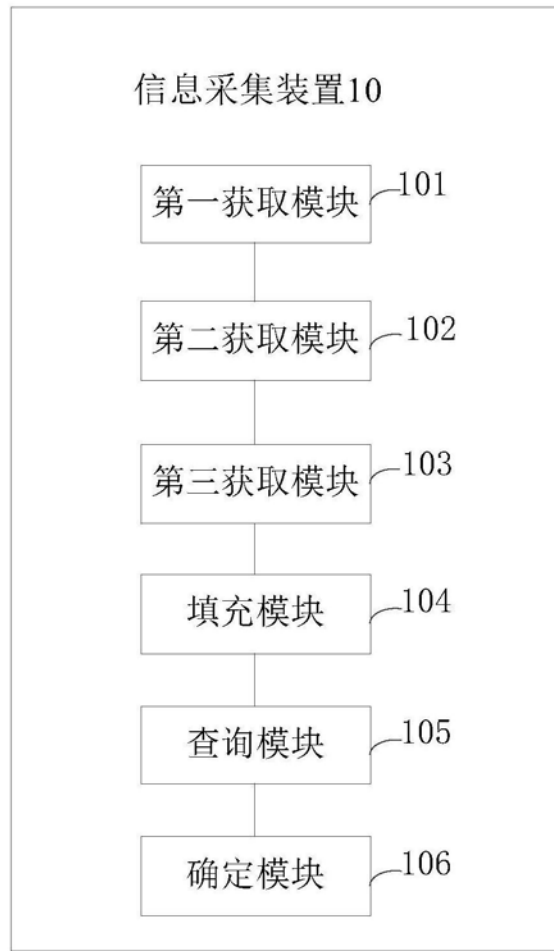 信息采集装置10
第一获取模块 101
第二获取模块 102
第三获取模块 103
填充模块 104
查询模块 105
确定模块 106